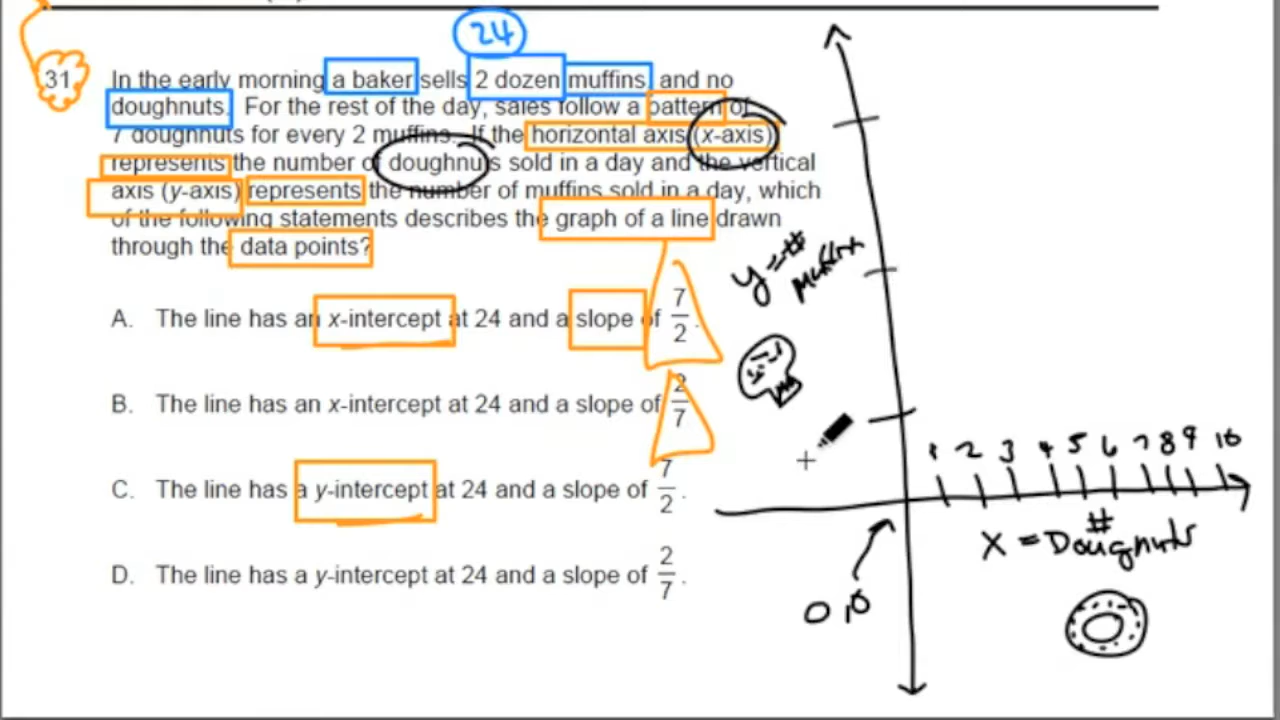 24
31 In the early morning a baker sells 2 dozen muffins and no
doughnuts. For the rest of the day, sales follow a pattern of
7 doughnuts for every 2 muffins. If the horizontal axis (x-axis)
represents the number of doughnuts sold in a day and the vertical
axis (y-axis) represents the number of muffins sold in a day, which
of the following statements describes the graph of a line drawn
through the data points?
A. The line has an x-intercept at 24 and a slope of 7/2.
B. The line has an x-intercept at 24 and a slope of 2/7
C. The line has a y-intercept at 24 and a slope of 7/2.
D. The line has a y-intercept at 24 and a slope of 2/7.
y = # muffins
1 2 3 4 5 6 7 8 9 10
x = # Doughnuts
0,0